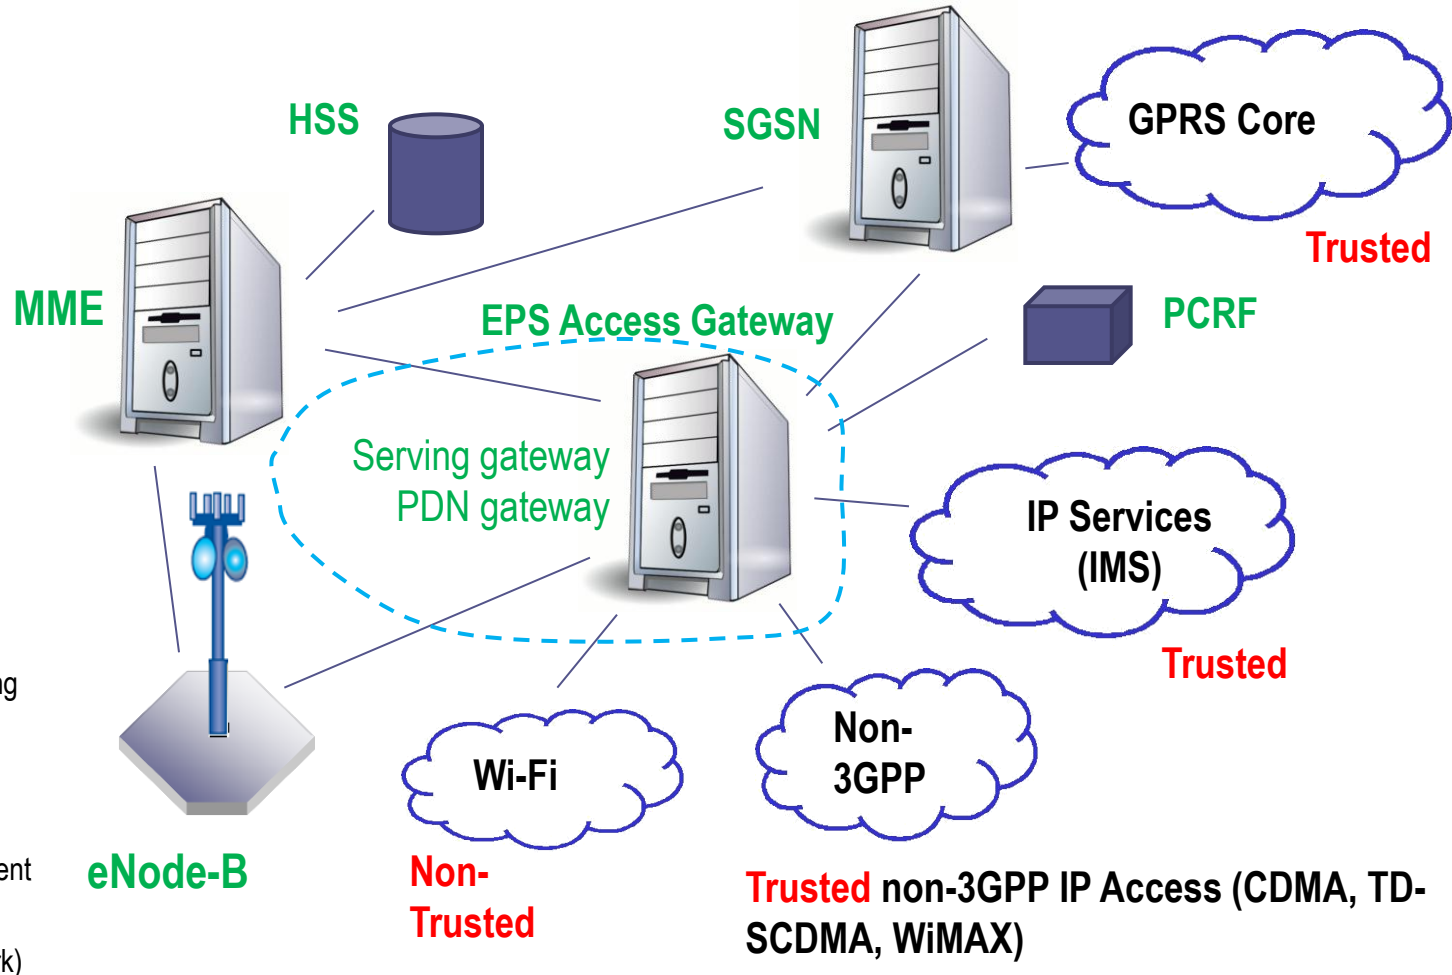 HSS
SGSN
GPRS Core
Trusted
MME
EPS Access Gateway
PCRF
Serving gateway
PDN gateway
IP Services
(IMS)
Trusted
Non-
3GPP
Wi-Fi
eNode-B
Non-
Trusted
Trusted non-3GPP IP Access (CDMA, TD-
SCDMA, WiMAX)